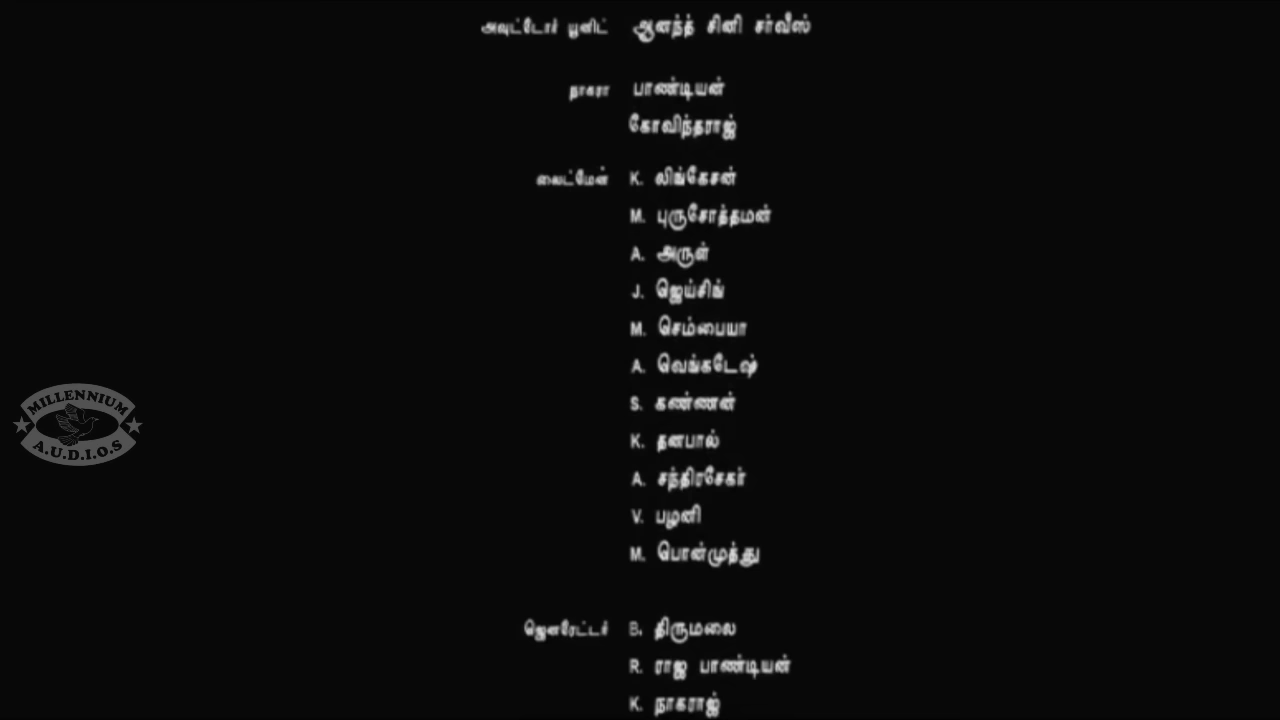 அவுட்டோர் யூனிட் ஆனந்த் சினி சர்வீஸ்
நாகரா பாண்டியன்
கோவிந்தராஜ்
லைட்மேன் K. லிங்கேசன்
M. புருசோத்தமன்
A. அருள்
J. ஜெய்சிங்
M. செம்பையா
A. வெங்கடேஷ்
S. கண்ணன்
K. தனபால்
A. சந்திரசேகர்
V. பழனி
M. பொன்முத்து
MILLENNIUM
A.U.D.I.O.S
ஜெனரேட்டர் B. திருமலை
R. ராஜ பாண்டியன்
K. நாகராஜ்